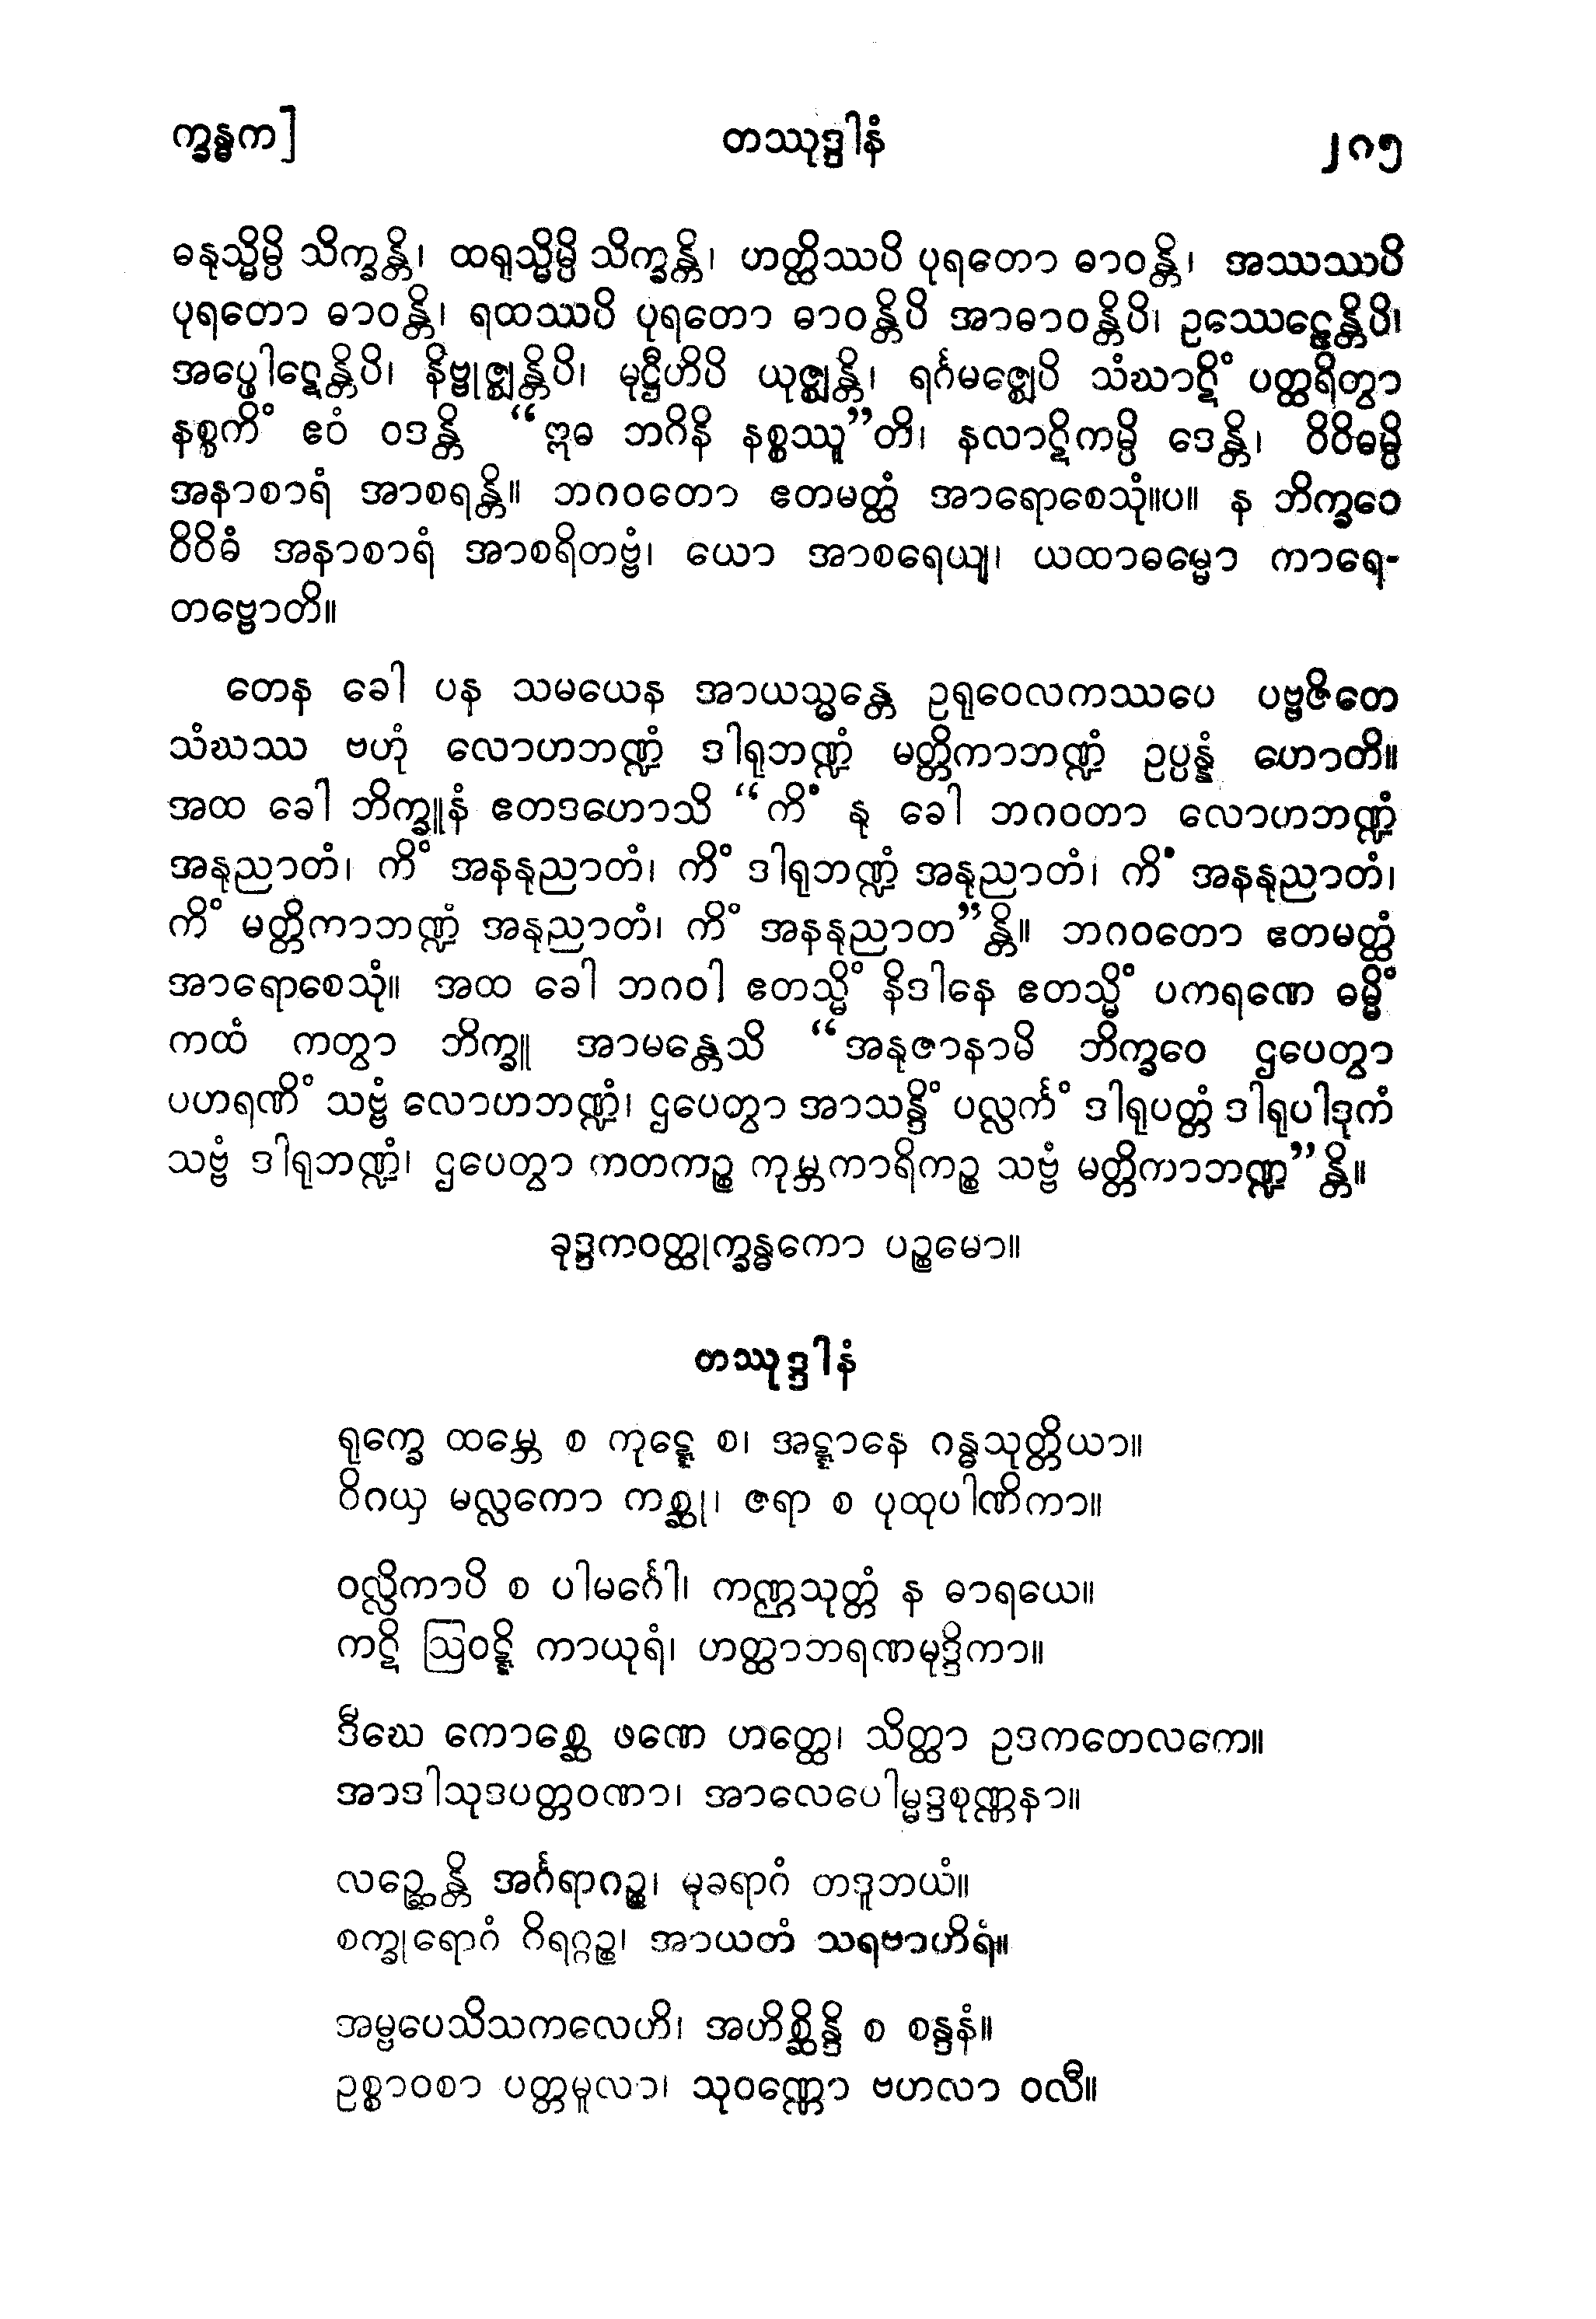 က္ခန္ဓက] တဿုဒ္ဒါနံ ၂၈၅
ဓနုသ္မိမ္ပိ သိက္ခန္တိ၊ ထရုသ္မိမ္ပိ သိက္ခန္တိ၊ ဟတ္ထိဿပိ ပုရတော ဓာဝန္တိ၊ အဿဿပိ
ပုရတော ဓာဝန္တိ၊ ရထဿပိ ပုရတော ဓာဝန္တိပိ အာဓာဝန္တိပိ၊ ဥဿေဠေန္တိပိ၊
အပ္ဖေါဋေန္တိပိ၊ နိဗ္ဗုဇ္ဈန္တိပိ၊ မုဋ္ဌီဟိပိ ယုဇ္ဈန္တိ၊ ရင်္ဂမဇ္ဈေပိ သံဃာဋိံ ပတ္ထရိတွာ
နစ္စကိံ ဧဝံ ဝဒန္တိ “ဣဓ ဘဂိနိ နစ္စဿူ”တိ၊ နလာဋိကမ္ပိ ဒေန္တိ၊ ဝိဝိဓမ္ပိ
အနာစာရံ အာစရန္တိ။ ဘဂဝတော ဧတမတ္ထံ အာရောစေသုံ။ပ။ န ဘိက္ခဝေ
ဝိဝိဓံ အနာစာရံ အာစရိတဗ္ဗံ၊ ယော အာစရေယျ၊ ယထာဓမ္မော ကာရေ-
တဗ္ဗောတိ။
တေန ခေါ ပန သမယေန အာယသ္မန္တေ ဥရုဝေလကဿပေ ပဗ္ဗဇိတေ
သံဃဿ ဗဟုံ လောဟဘဏ္ဍံ ဒါရုဘဏ္ဍံ မတ္တိကာဘဏ္ဍံ ဥပ္ပန္နံ ဟောတိ။
အထ ခေါ ဘိက္ခူနံ ဧတဒဟောသိ “ကိံ နု ခေါ ဘဂဝတာ လောဟဘဏ္ဍံ
အနုညာတံ၊ ကိံ အနနုညာတံ၊ ကိံ ဒါရုဘဏ္ဍံ အနုညာတံ၊ ကိံ အနနုညာတံ၊
ကိံ မတ္တိကာဘဏ္ဍံ အနုညာတံ၊ ကိံ အနနုညာတ”န္တိ။ ဘဂဝတော ဧတမတ္ထံ
အာရောစေသုံ။ အထ ခေါ ဘဂဝါ ဧတသ္မိံ နိဒါနေ ဧတသ္မိံ ပကရဏေ ဓမ္မိံ
ကထံ ကတွာ ဘိက္ခူ အာမန္တေသိ “အနုဇာနာမိ ဘိက္ခဝေ ဌပေတွာ
ပဟရဏိံ သဗ္ဗံ လောဟဘဏ္ဍံ၊ ဌပေတွာ အာသန္ဒိံ ပလ္လင်္ကံ ဒါရုပတ္တံ ဒါရုပါဒုကံ
သဗ္ဗံ ဒါရုဘဏ္ဍံ၊ ဌပေတွာ ကတကဉ္စ ကုမ္ဘကာရိကဉ္စ သဗ္ဗံ မတ္တိကာဘဏ္ဍ”န္တိ။
ခုဒ္ဒကဝတ္ထုက္ခန္ဓကော ပဉ္စမော။
တဿုဒ္ဒါနံ
ရုက္ခေ ထမ္ဘေ စ ကုဋ္ဋေ စ၊ အဋ္ဋာနေ ဂန္ဓသုတ္တိယာ။
ဝိဂယှ မလ္လကော ကစ္ဆု၊ ဇရာ စ ပုထုပါဏိကာ။
ဝလ္လိကာပိ စ ပါမင်္ဂေါ၊ ကဏ္ဌသုတ္တံ န ဓာရယေ။
ကဋိ ဩဝဋ္ဋိ ကာယုရံ၊ ဟတ္ထာဘရဏမုဒ္ဒိကာ။
ဒီဃေ ကောစ္ဆေ ဖဏေ ဟတ္ထေ၊ သိတ္ထာ ဥဒကတေလကေ။
အာဒါသုဒပတ္တဝဏာ၊ အာလေပေါမ္မဒ္ဒစုဏ္ဏနာ။
လဉ္ဆေန္တိ အင်္ဂရာဂဉ္စ၊ မုခရာဂံ တဒူဘယံ။
စက္ခုရောဂံ ဂိရဂ္ဂဉ္စ၊ အာယတံ သရဗာဟိရံ။
အမ္ဗပေသိသကလေဟိ၊ အဟိစ္ဆိန္ဒိ စ စန္ဒနံ။
ဥစ္စာဝစာ ပတ္တမူလာ၊ သုဝဏ္ဏော ဗဟလာ ဝလီ။